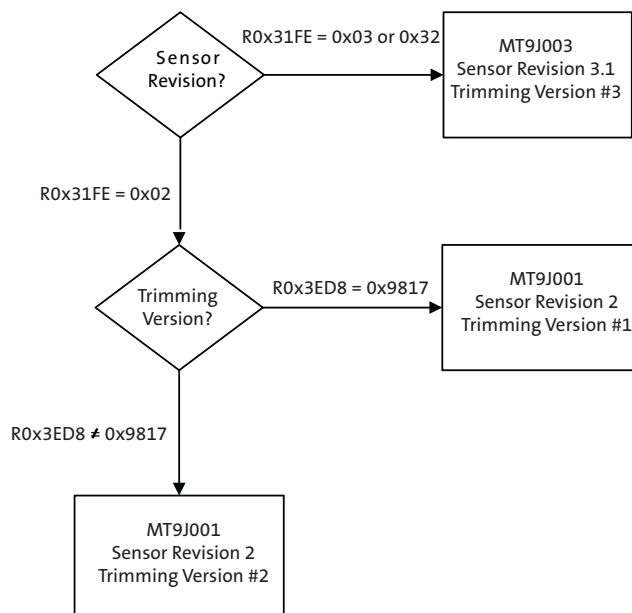 Sensor
Revision?
R0x31FE = 0x03 or 0x32
MT9J003
Sensor Revision 3.1
Trimming Version #3
R0x31FE = 0x02
Trimming
Version?
R0x3ED8 = 0x9817
MT9J001
Sensor Revision 2
Trimming Version #1
R0x3ED8 ≠ 0x9817
MT9J001
Sensor Revision 2
Trimming Version #2